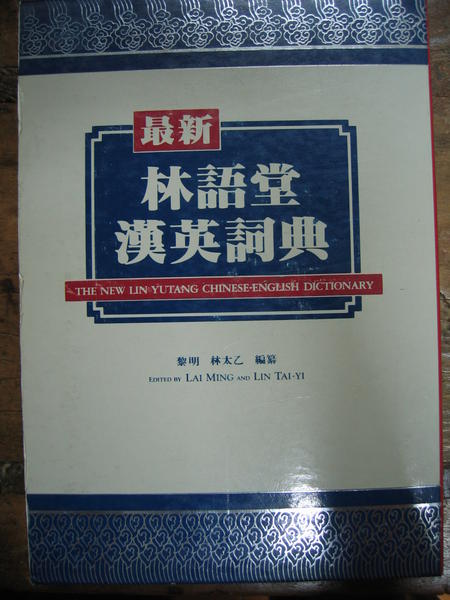 最新
林語堂
漢英詞典
THE NEW LIN YUTANG CHINESE-ENGLISH DICTIONARY
黎明 林太乙 編纂
EDITED BY LAI MING AND LIN TAI-YI